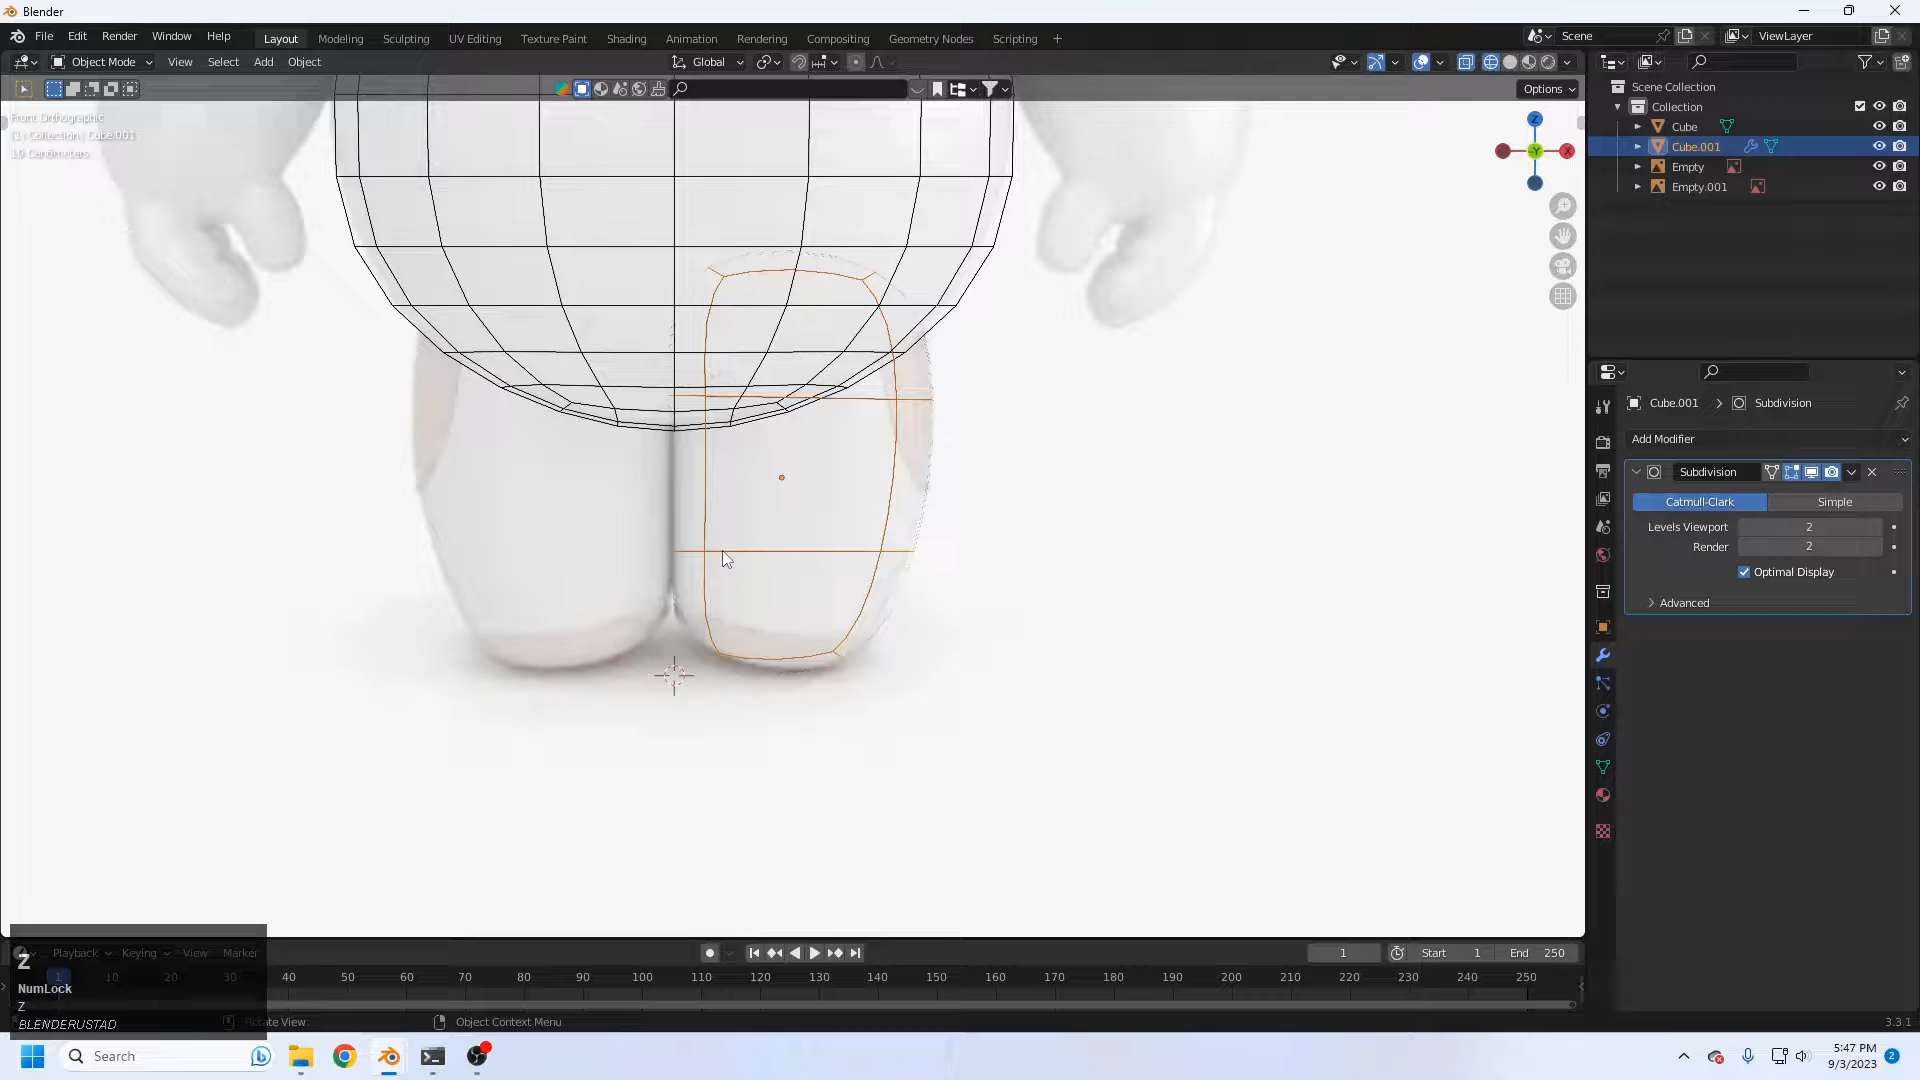 Blender
File Edit Render Window Help
Layout Modeling Sculpting UV Editing Texture Paint Shading Animation Rendering Compositing Geometry Nodes Scripting +
Scene
ViewLayer
Object Mode View Select Add Object
Global
Options
Front Orthographic
(1) Collection | Cube.001
10 Centimeters
Z
X
-Y
Scene Collection
Collection
Cube
Cube.001
Empty
Empty.001
Cube.001 > Subdivision
Add Modifier
Subdivision
Catmull-Clark Simple
Levels Viewport 2
Render 2
Optimal Display
Advanced
Playback Keying View Marker
1 Start 1 End 250
1 10 20 30 40 50 60 70 80 90 100 110 120 130 140 150 160 170 180 190 200 210 220 230 240 250
Z
NumLock
Z
BLENDERUSTAD
Rotate View
Object Context Menu
3.3.1
Search
5:47 PM
9/3/2023
2